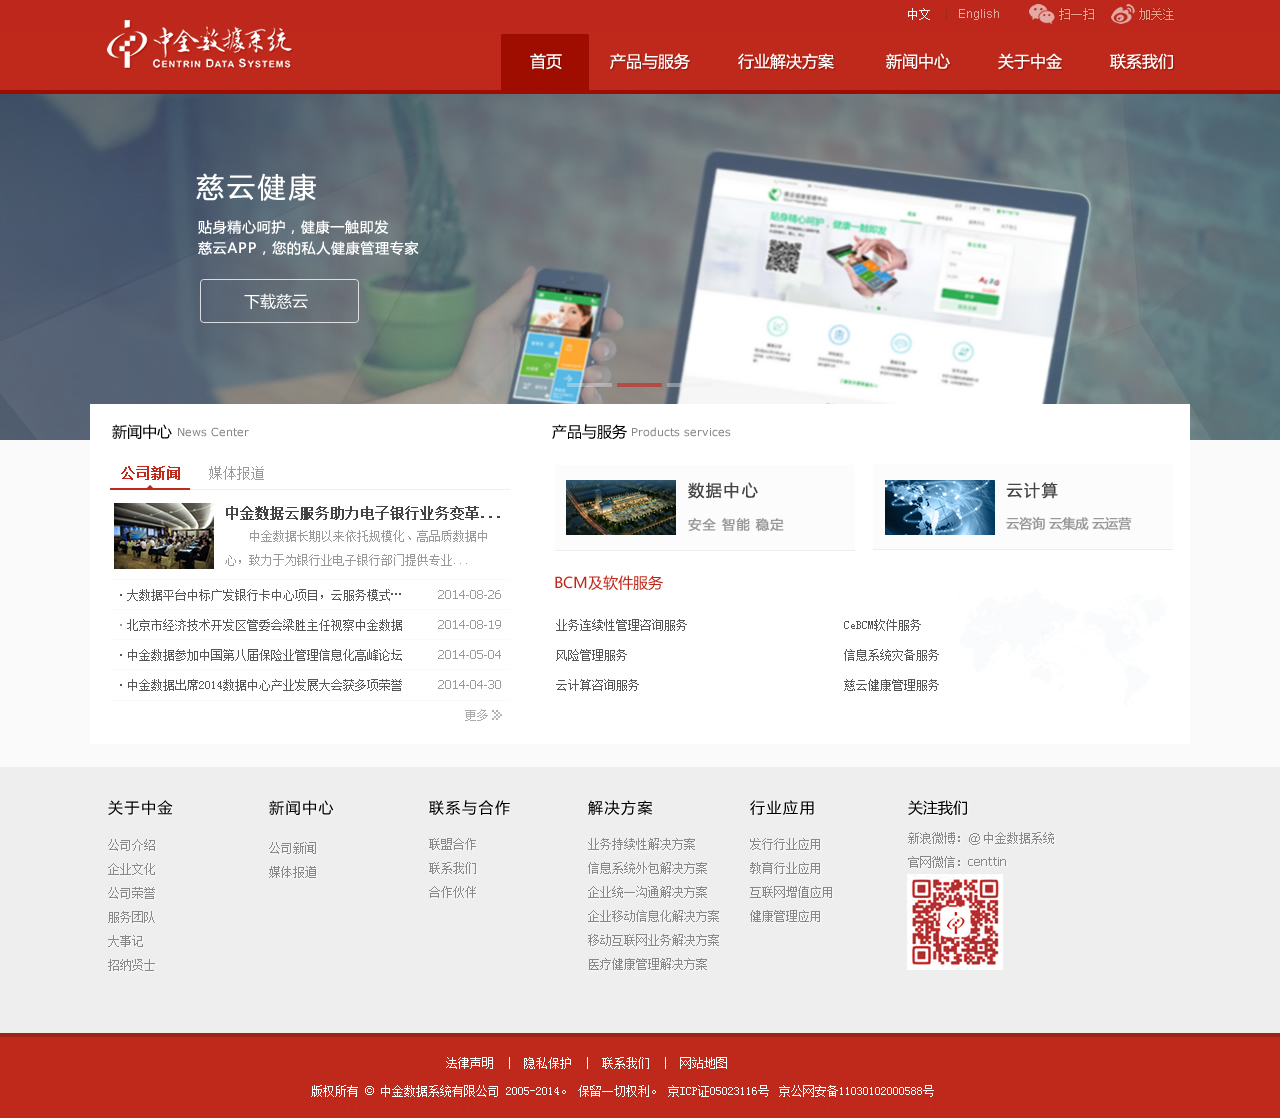 中文 English 扫一扫 加关注
中金数据系统
CENTRIN DATA SYSTEMS
首页 产品与服务 行业解决方案 新闻中心 关于中金 联系我们
慈云健康
贴身精心呵护，健康一触即发
慈云APP，您的私人健康管理专家
下载慈云
贴身精心呵护，健康一触即发
新闻中心 News Center
产品与服务 Products services
公司新闻 媒体报道
中金数据云服务助力电子银行业务变革...
中金数据长期以来依托规模化、高品质数据中
心，致力于为银行业电子银行部门提供专业...
·大数据平台中标广发银行卡中心项目，云服务模式… 2014-08-26
·北京市经济技术开发区管委会梁胜主任视察中金数据 2014-08-19
·中金数据参加中国第八届保险业管理信息化高峰论坛 2014-05-04
·中金数据出席2014数据中心产业发展大会获多项荣誉 2014-04-30
更多
数据中心
安全 智能 稳定
云计算
云咨询 云集成 云运营
BCM及软件服务
业务连续性管理咨询服务 CeBCM软件服务
风险管理服务 信息系统灾备服务
云计算咨询服务 慈云健康管理服务
关于中金
公司介绍
企业文化
公司荣誉
服务团队
大事记
招纳贤士
新闻中心
公司新闻
媒体报道
联系与合作
联盟合作
联系我们
合作伙伴
解决方案
业务持续性解决方案
信息系统外包解决方案
企业统一沟通解决方案
企业移动信息化解决方案
移动互联网业务解决方案
医疗健康管理解决方案
行业应用
发行行业应用
教育行业应用
互联网增值应用
健康管理应用
关注我们
新浪微博：@中金数据系统
官网微信：centtin
法律声明 | 隐私保护 | 联系我们 | 网站地图
版权所有 © 中金数据系统有限公司 2005-2014。 保留一切权利。 京ICP证05023116号 京公网安备11030102000588号